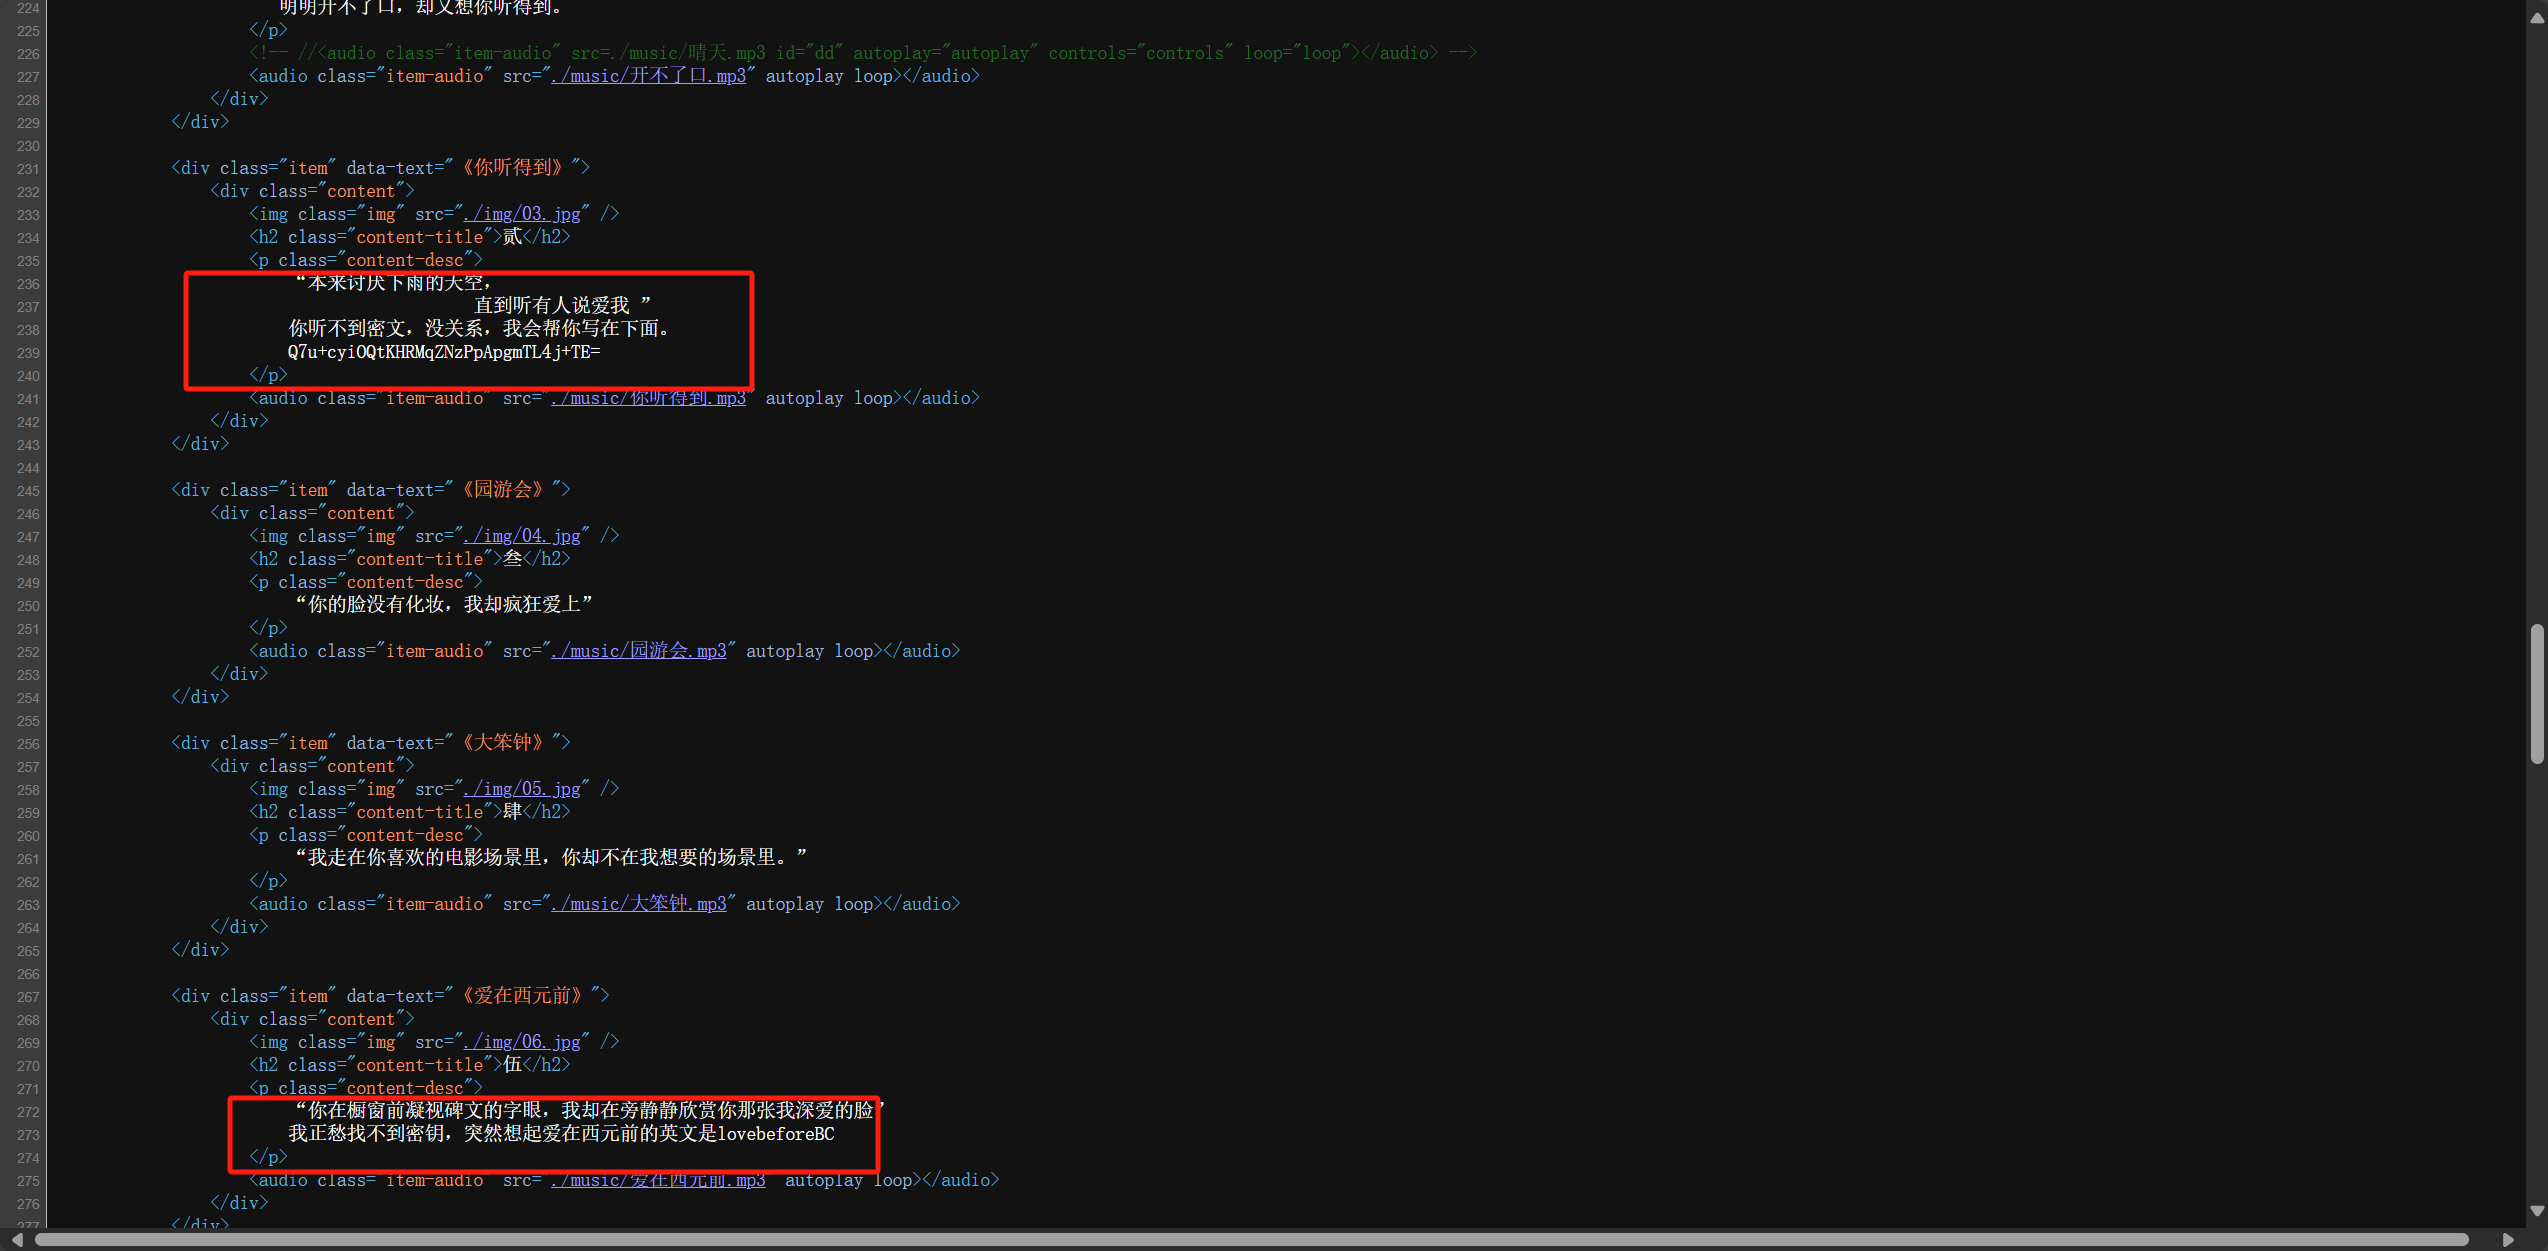 224 明明开不了口，却又想你听得到。
225 </p>
226 <!-- //<audio class="item-audio" src=./music/晴天.mp3 id="dd" autoplay="autoplay" controls="controls" loop="loop"></audio> -->
227 <audio class="item-audio" src="./music/开不了口.mp3" autoplay loop></audio>
228 </div>
229 </div>
230
231 <div class="item" data-text="《你听得到》">
232 <div class="content">
233 <img class="img" src="./img/03.jpg" />
234 <h2 class="content-title">贰</h2>
235 <p class="content-desc">
236 “本来讨厌下雨的天空，
237 直到听有人说爱我 ”
238 你听不到密文，没关系，我会帮你写在下面。
239 Q7u+cyiOQtKHRMqZNzPpApgmTL4j+TE=
240 </p>
241 <audio class="item-audio" src="./music/你听得到.mp3" autoplay loop></audio>
242 </div>
243 </div>
244
245 <div class="item" data-text="《园游会》">
246 <div class="content">
247 <img class="img" src="./img/04.jpg" />
248 <h2 class="content-title">叁</h2>
249 <p class="content-desc">
250 “你的脸没有化妆，我却疯狂爱上”
251 </p>
252 <audio class="item-audio" src="./music/园游会.mp3" autoplay loop></audio>
253 </div>
254 </div>
255
256 <div class="item" data-text="《大笨钟》">
257 <div class="content">
258 <img class="img" src="./img/05.jpg" />
259 <h2 class="content-title">肆</h2>
260 <p class="content-desc">
261 “我走在你喜欢的电影场景里，你却不在我想要的场景里。”
262 </p>
263 <audio class="item-audio" src="./music/大笨钟.mp3" autoplay loop></audio>
264 </div>
265 </div>
266
267 <div class="item" data-text="《爱在西元前》">
268 <div class="content">
269 <img class="img" src="./img/06.jpg" />
270 <h2 class="content-title">伍</h2>
271 <p class="content-desc">
272 “你在橱窗前凝视碑文的字眼，我却在旁静静欣赏你那张我深爱的脸”
273 我正愁找不到密钥，突然想起爱在西元前的英文是lovebeforeBC
274 </p>
275 <audio class="item-audio" src="./music/爱在西元前.mp3" autoplay loop></audio>
276 </div>
277 </div>